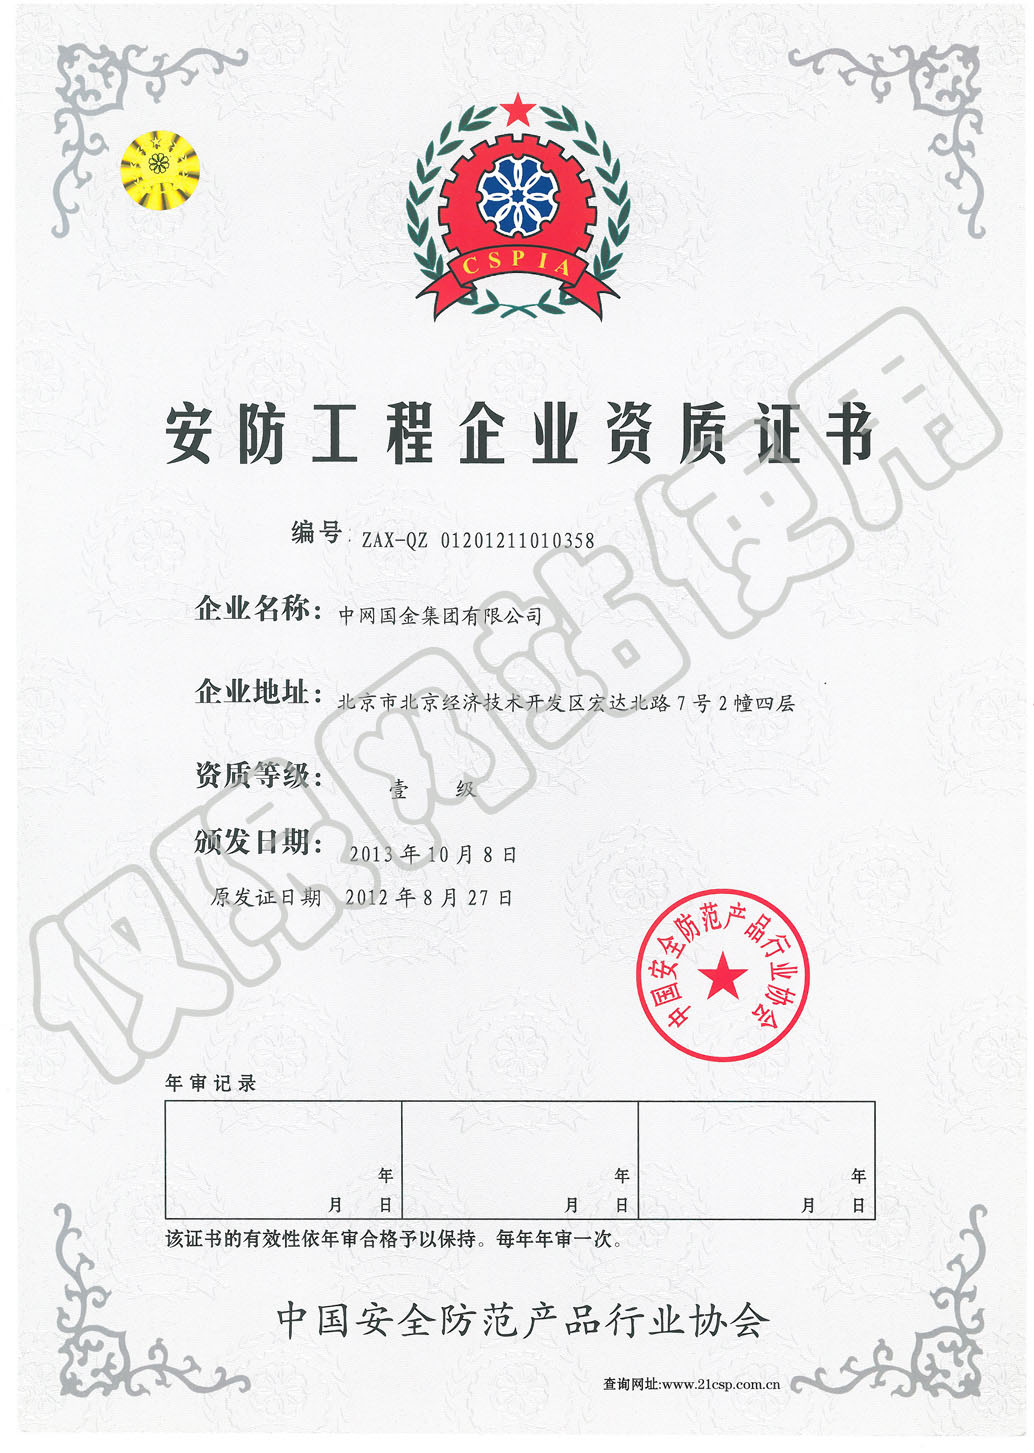 CSPIA
安防工程企业资质证书
编号: ZAX-QZ 01201211010358
企业名称: 中网国金集团有限公司
企业地址: 北京市北京经济技术开发区宏达北路7号2幢四层
资质等级: 壹 级
颁发日期: 2013年10月8日
原发证日期 2012年8月27日
中国安全防范产品行业协会
仅限网站使用
年审记录
年 年 年
月 日 月 日 月 日
该证书的有效性依年审合格予以保持。每年年审一次。
中国安全防范产品行业协会
查询网址:www.21csp.com.cn